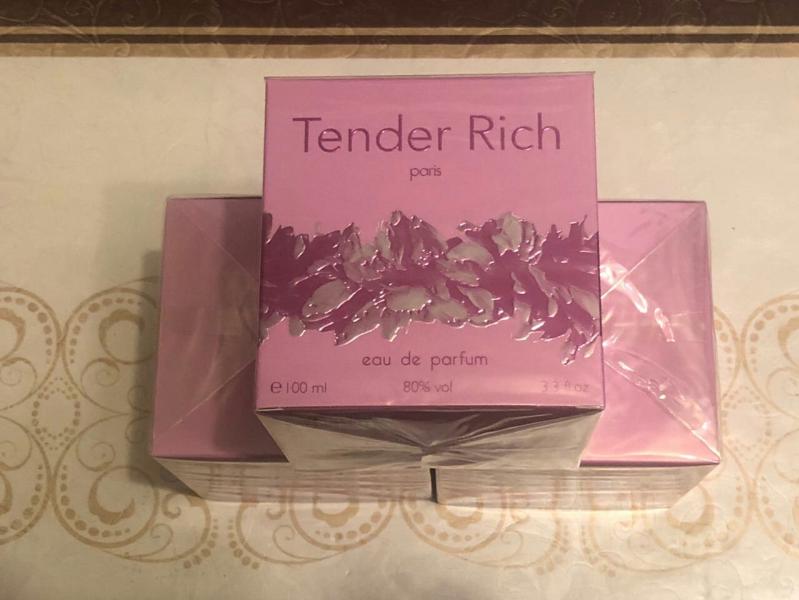 Tender Rich
paris
eau de parfum
e 100 ml 80% vol 3.3 fl oz